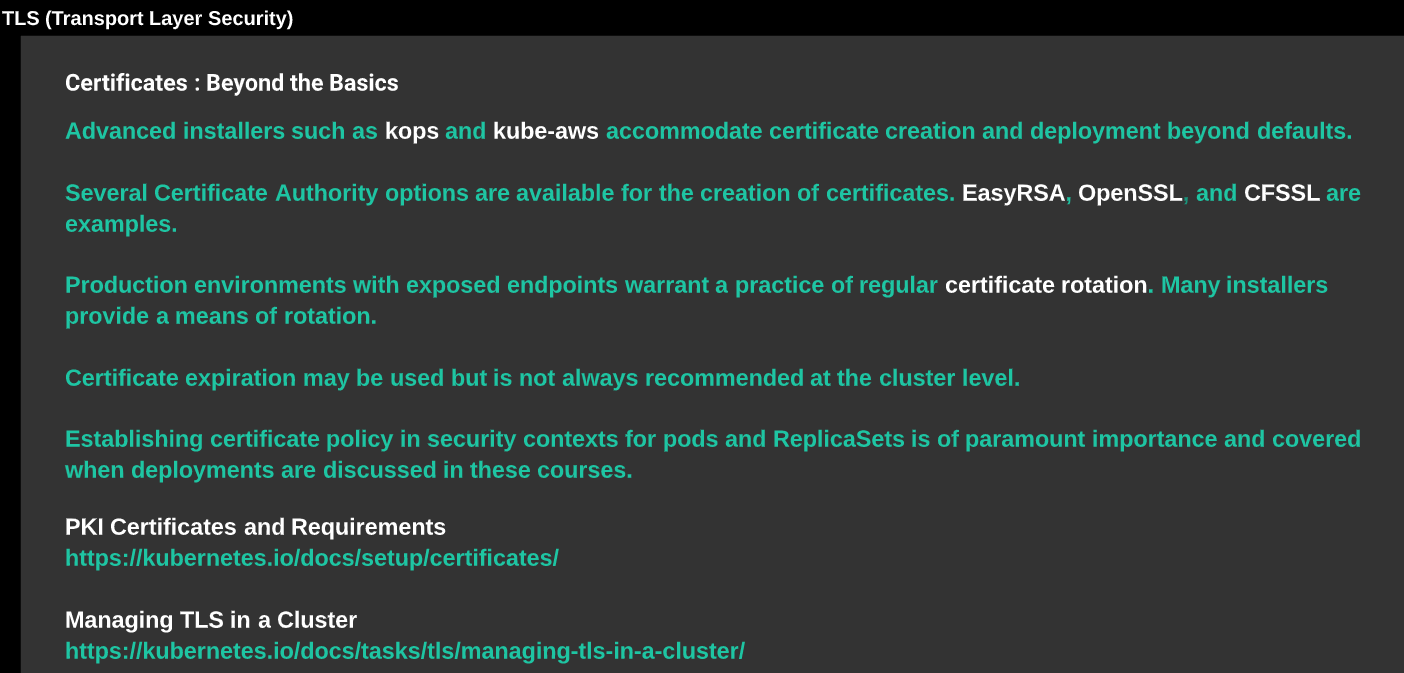 TLS (Transport Layer Security)
Certificates : Beyond the Basics
Advanced installers such as kops and kube-aws accommodate certificate creation and deployment beyond defaults.
Several Certificate Authority options are available for the creation of certificates. EasyRSA, OpenSSL, and CFSSL are
examples.
Production environments with exposed endpoints warrant a practice of regular certificate rotation. Many installers
provide a means of rotation.
Certificate expiration may be used but is not always recommended at the cluster level.
Establishing certificate policy in security contexts for pods and ReplicaSets is of paramount importance and covered
when deployments are discussed in these courses.
PKI Certificates and Requirements
https://kubernetes.io/docs/setup/certificates/
Managing TLS in a Cluster
https://kubernetes.io/docs/tasks/tls/managing-tls-in-a-cluster/